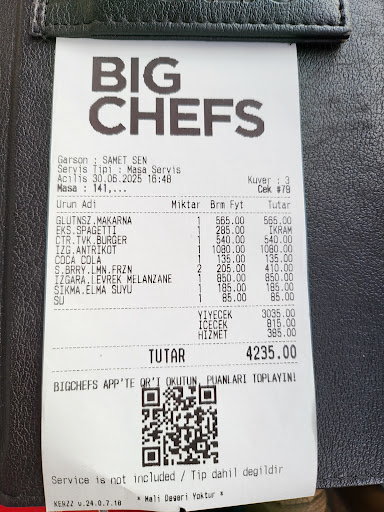 BIG
CHEFS
Garson : SAMET SEN
Servis Tipi : Masa Servis
Acilis 30.06.2025 16:48 Kuver : 3
Masa : 141,... Cek #79
Urun Adi Miktar Brm Fyt Tutar
GLUTNSZ.MAKARNA 1 565.00 565.00
EKS.SPAGETTI 1 285.00 IKRAM
CTR.TVK.BURGER 1 540.00 540.00
IZG.ANTRIKOT 1 1080.00 1080.00
COCA COLA 1 135.00 135.00
S.BRRY.LMN.FRZN 2 205.00 410.00
IZGARA.LEVREK MELANZANE 1 850.00 850.00
SIKMA.ELMA SUYU 1 185.00 185.00
SU 1 85.00 85.00
YIYECEK 3035.00
ICECEK 815.00
HIZMET 385.00
TUTAR 4235.00
BIGCHEFS APP'TE QR'I OKUTUN, PUANLARI TOPLAYIN!
Service is not included / Tip dahil degildir
KERZZ v.24.0.7.18 * Mali Degeri Yoktur *